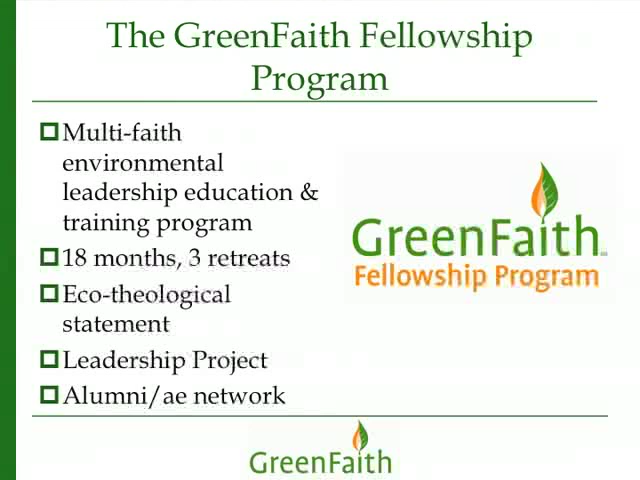 The GreenFaith Fellowship
Program
Multi-faith
environmental
leadership education &
training program
18 months, 3 retreats
Eco-theological
statement
Leadership Project
Alumni/ae network
GreenFaith
Fellowship Program
GreenFaith